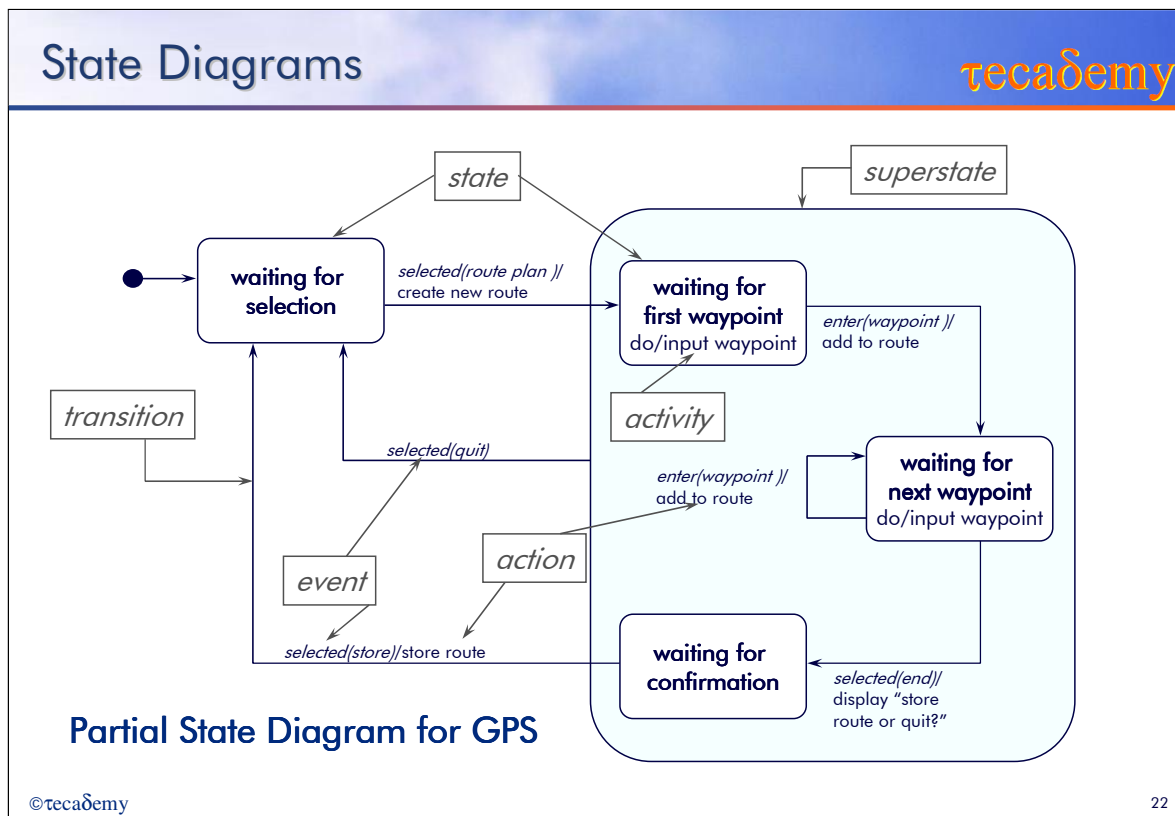 State Diagrams
τecaδemy
state
superstate
waiting for
selection
selected(route plan )/
create new route
waiting for
first waypoint
do/input waypoint
enter(waypoint )/
add to route
transition
activity
selected(quit)
enter(waypoint )/
add to route
waiting for
next waypoint
do/input waypoint
event
action
selected(store)/store route
waiting for
confirmation
selected(end)/
display “store
route or quit?”
Partial State Diagram for GPS
©τecaδemy
22